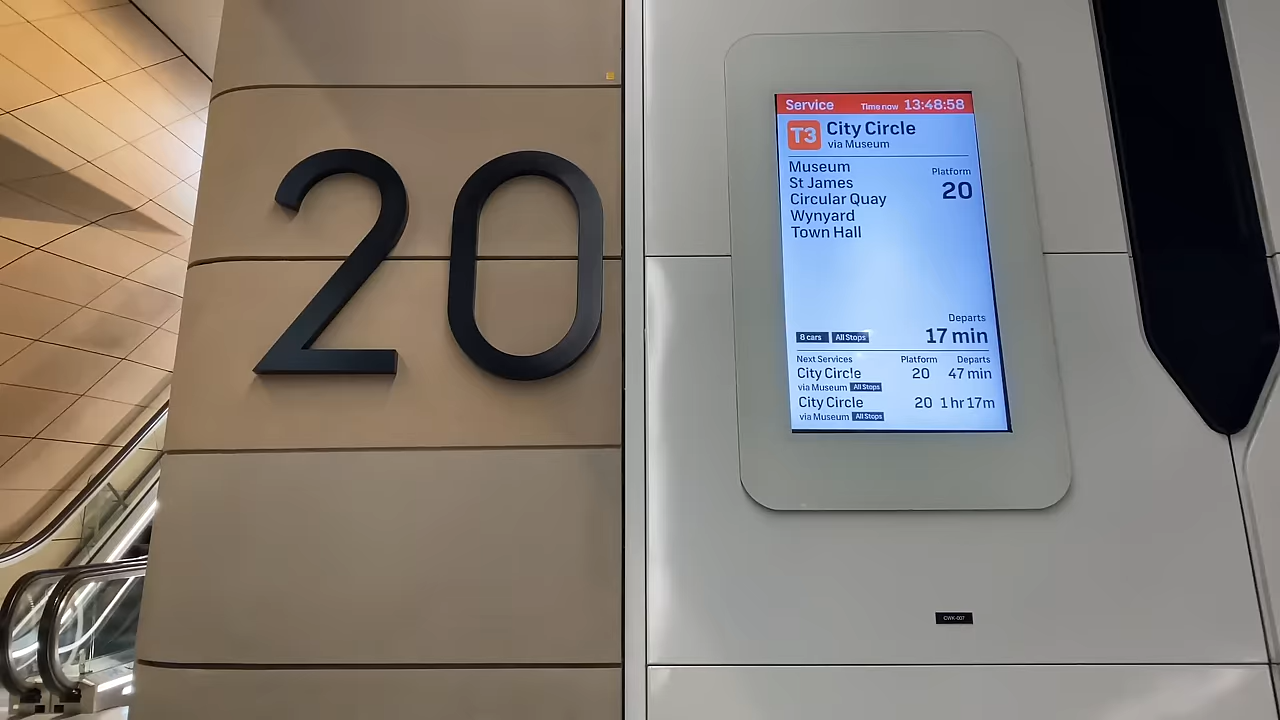 20
Service Time now 13:48:58
T3 City Circle
via Museum
Museum
St James
Circular Quay
Wynyard
Town Hall
Platform
20
Departs
8 cars All Stops 17 min
Next Services Platform Departs
City Circle 20 47 min
via Museum All Stops
City Circle 20 1 hr 17m
via Museum All Stops